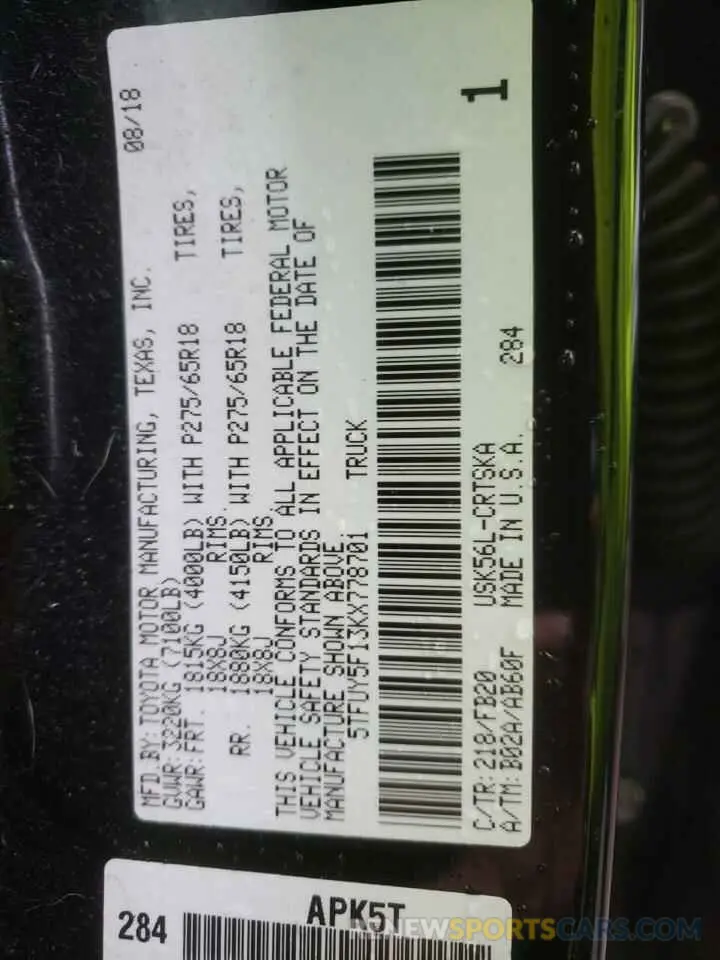 MFD.BY:TOYOTA MOTOR MANUFACTURING, TEXAS, INC. 08/18
GVWR:3220KG (7100LB)
GAWR:FRT. 1815KG (4000LB) WITH P275/65R18 TIRES,
18X8J RIMS.
RR. 1880KG (4150LB) WITH P275/65R18 TIRES,
18X8J RIMS
THIS VEHICLE CONFORMS TO ALL APPLICABLE FEDERAL MOTOR
VEHICLE SAFETY STANDARDS IN EFFECT ON THE DATE OF
MANUFACTURE SHOWN ABOVE.
5TFUY5F13KX778701 TRUCK
1
C/TR:218/FB20 USK56L-CRTSKA
A/TM:B02A/AB60F MADE IN U.S.A. 284
APK5T
284
NEWSPORTSCARS.COM